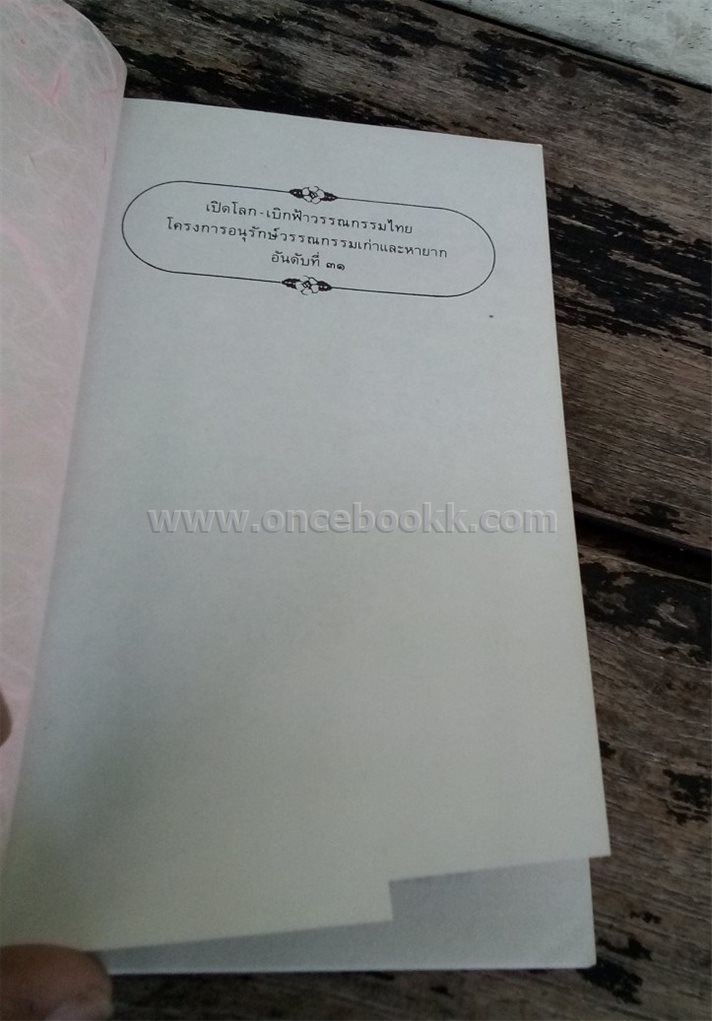 เปิดโลก - เบิกฟ้าวรรณกรรมไทย
โครงการอนุรักษ์วรรณกรรมเก่าและหายาก
อันดับที่ ๓๑
www.oncebookk.com